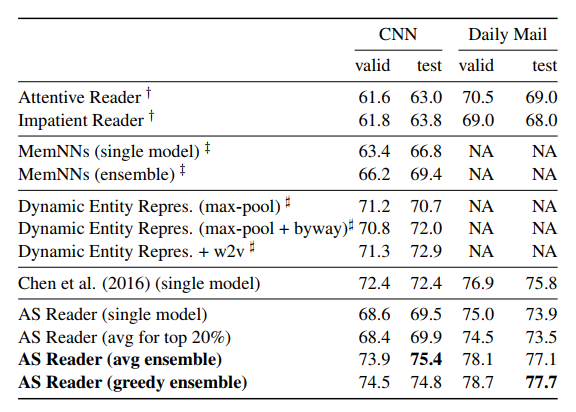 CNN Daily Mail
valid test valid test
Attentive Reader † 61.6 63.0 70.5 69.0
Impatient Reader † 61.8 63.8 69.0 68.0
MemNNs (single model) ‡ 63.4 66.8 NA NA
MemNNs (ensemble) ‡ 66.2 69.4 NA NA
Dynamic Entity Repres. (max-pool) ♯ 71.2 70.7 NA NA
Dynamic Entity Repres. (max-pool + byway)♯ 70.8 72.0 NA NA
Dynamic Entity Repres. + w2v ♯ 71.3 72.9 NA NA
Chen et al. (2016) (single model) 72.4 72.4 76.9 75.8
AS Reader (single model) 68.6 69.5 75.0 73.9
AS Reader (avg for top 20%) 68.4 69.9 74.5 73.5
AS Reader (avg ensemble) 73.9 75.4 78.1 77.1
AS Reader (greedy ensemble) 74.5 74.8 78.7 77.7